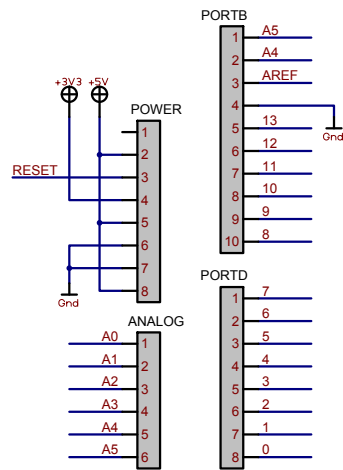 +3V3
+5V
POWER
1
2
RESET 3
4
5
6
7
8
Gnd
PORTB
1 A5
2 A4
3 AREF
4
Gnd
5 13
6 12
7 11
8 10
9 9
10 8
ANALOG
A0 1
A1 2
A2 3
A3 4
A4 5
A5 6
PORTD
1 7
2 6
3 5
4 4
5 3
6 2
7 1
8 0